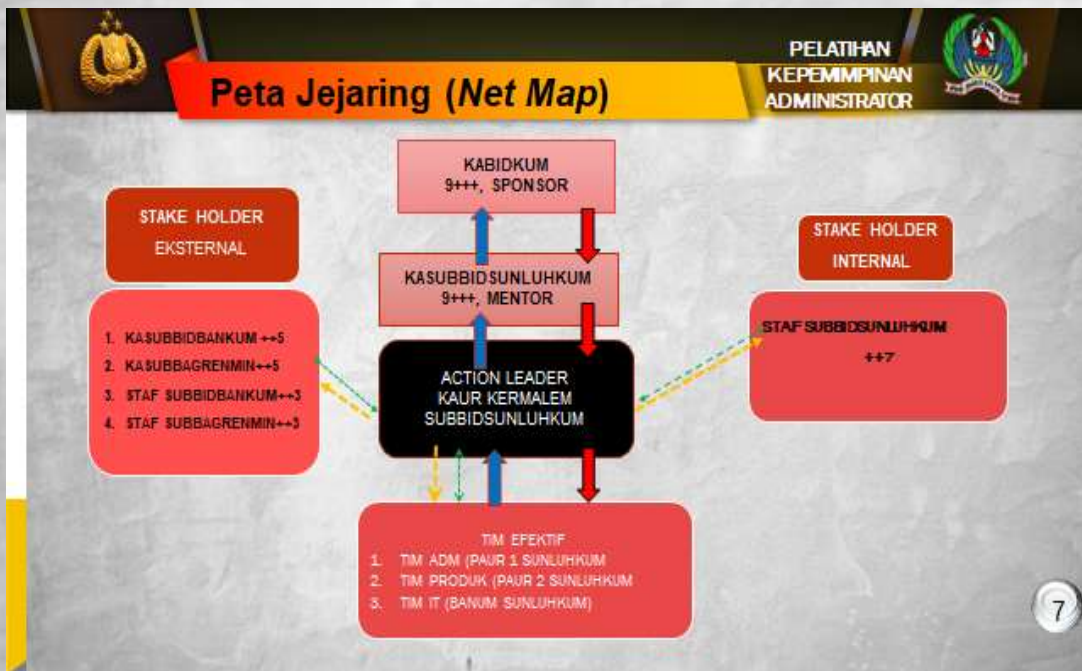 Peta Jejaring (Net Map)
PELATIHAN
KEPEMIMPINAN
ADMINISTRATOR
KABIDKUM
9+++, SPONSOR
STAKE HOLDER
EKSTERNAL
STAKE HOLDER
INTERNAL
KASUBBIDSUNLUHKUM
9+++, MENTOR
1. KASUBBIDBANKUM ++5
2. KASUBBAGRENMIN++5
3. STAF SUBBIDBANKUM++3
4. STAF SUBBAGRENMIN++3
STAF SUBBIDSUNLUHKUM
++7
ACTION LEADER
KAUR KERMALEM
SUBBIDSUNLUHKUM
TIM EFEKTIF
1. TIM ADM (PAUR 1 SUNLUHKUM
2. TIM PRODUK (PAUR 2 SUNLUHKUM
3. TIM IT (BANUM SUNLUHKUM)
7